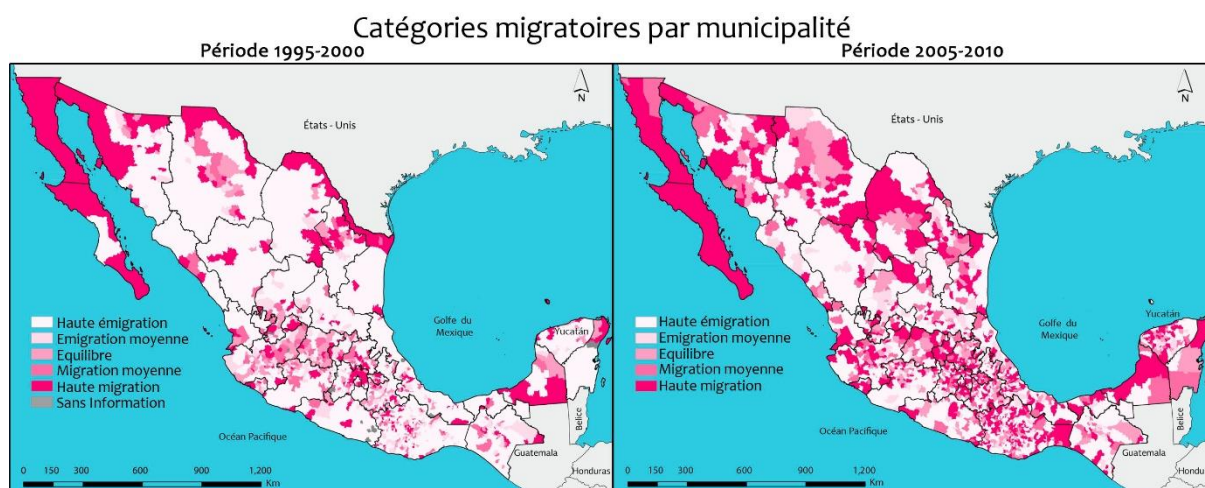 Catégories migratoires par municipalité
Période 1995-2000
N
États - Unis
Golfe du
Mexique
Yucatán
Haute émigration
Emigration moyenne
Equilibre
Migration moyenne
Haute migration
Sans Information
Océan Pacifique
Belice
Guatemala
Honduras
0 150 300 600 900 1,200
Km
Période 2005-2010
N
États - Unis
Golfe du
Mexique
Yucatán
Haute émigration
Emigration moyenne
Equilibre
Migration moyenne
Haute migration
Océan Pacifique
Belice
Guatemala
Hondu
0 150 300 600 900 1,200
Km